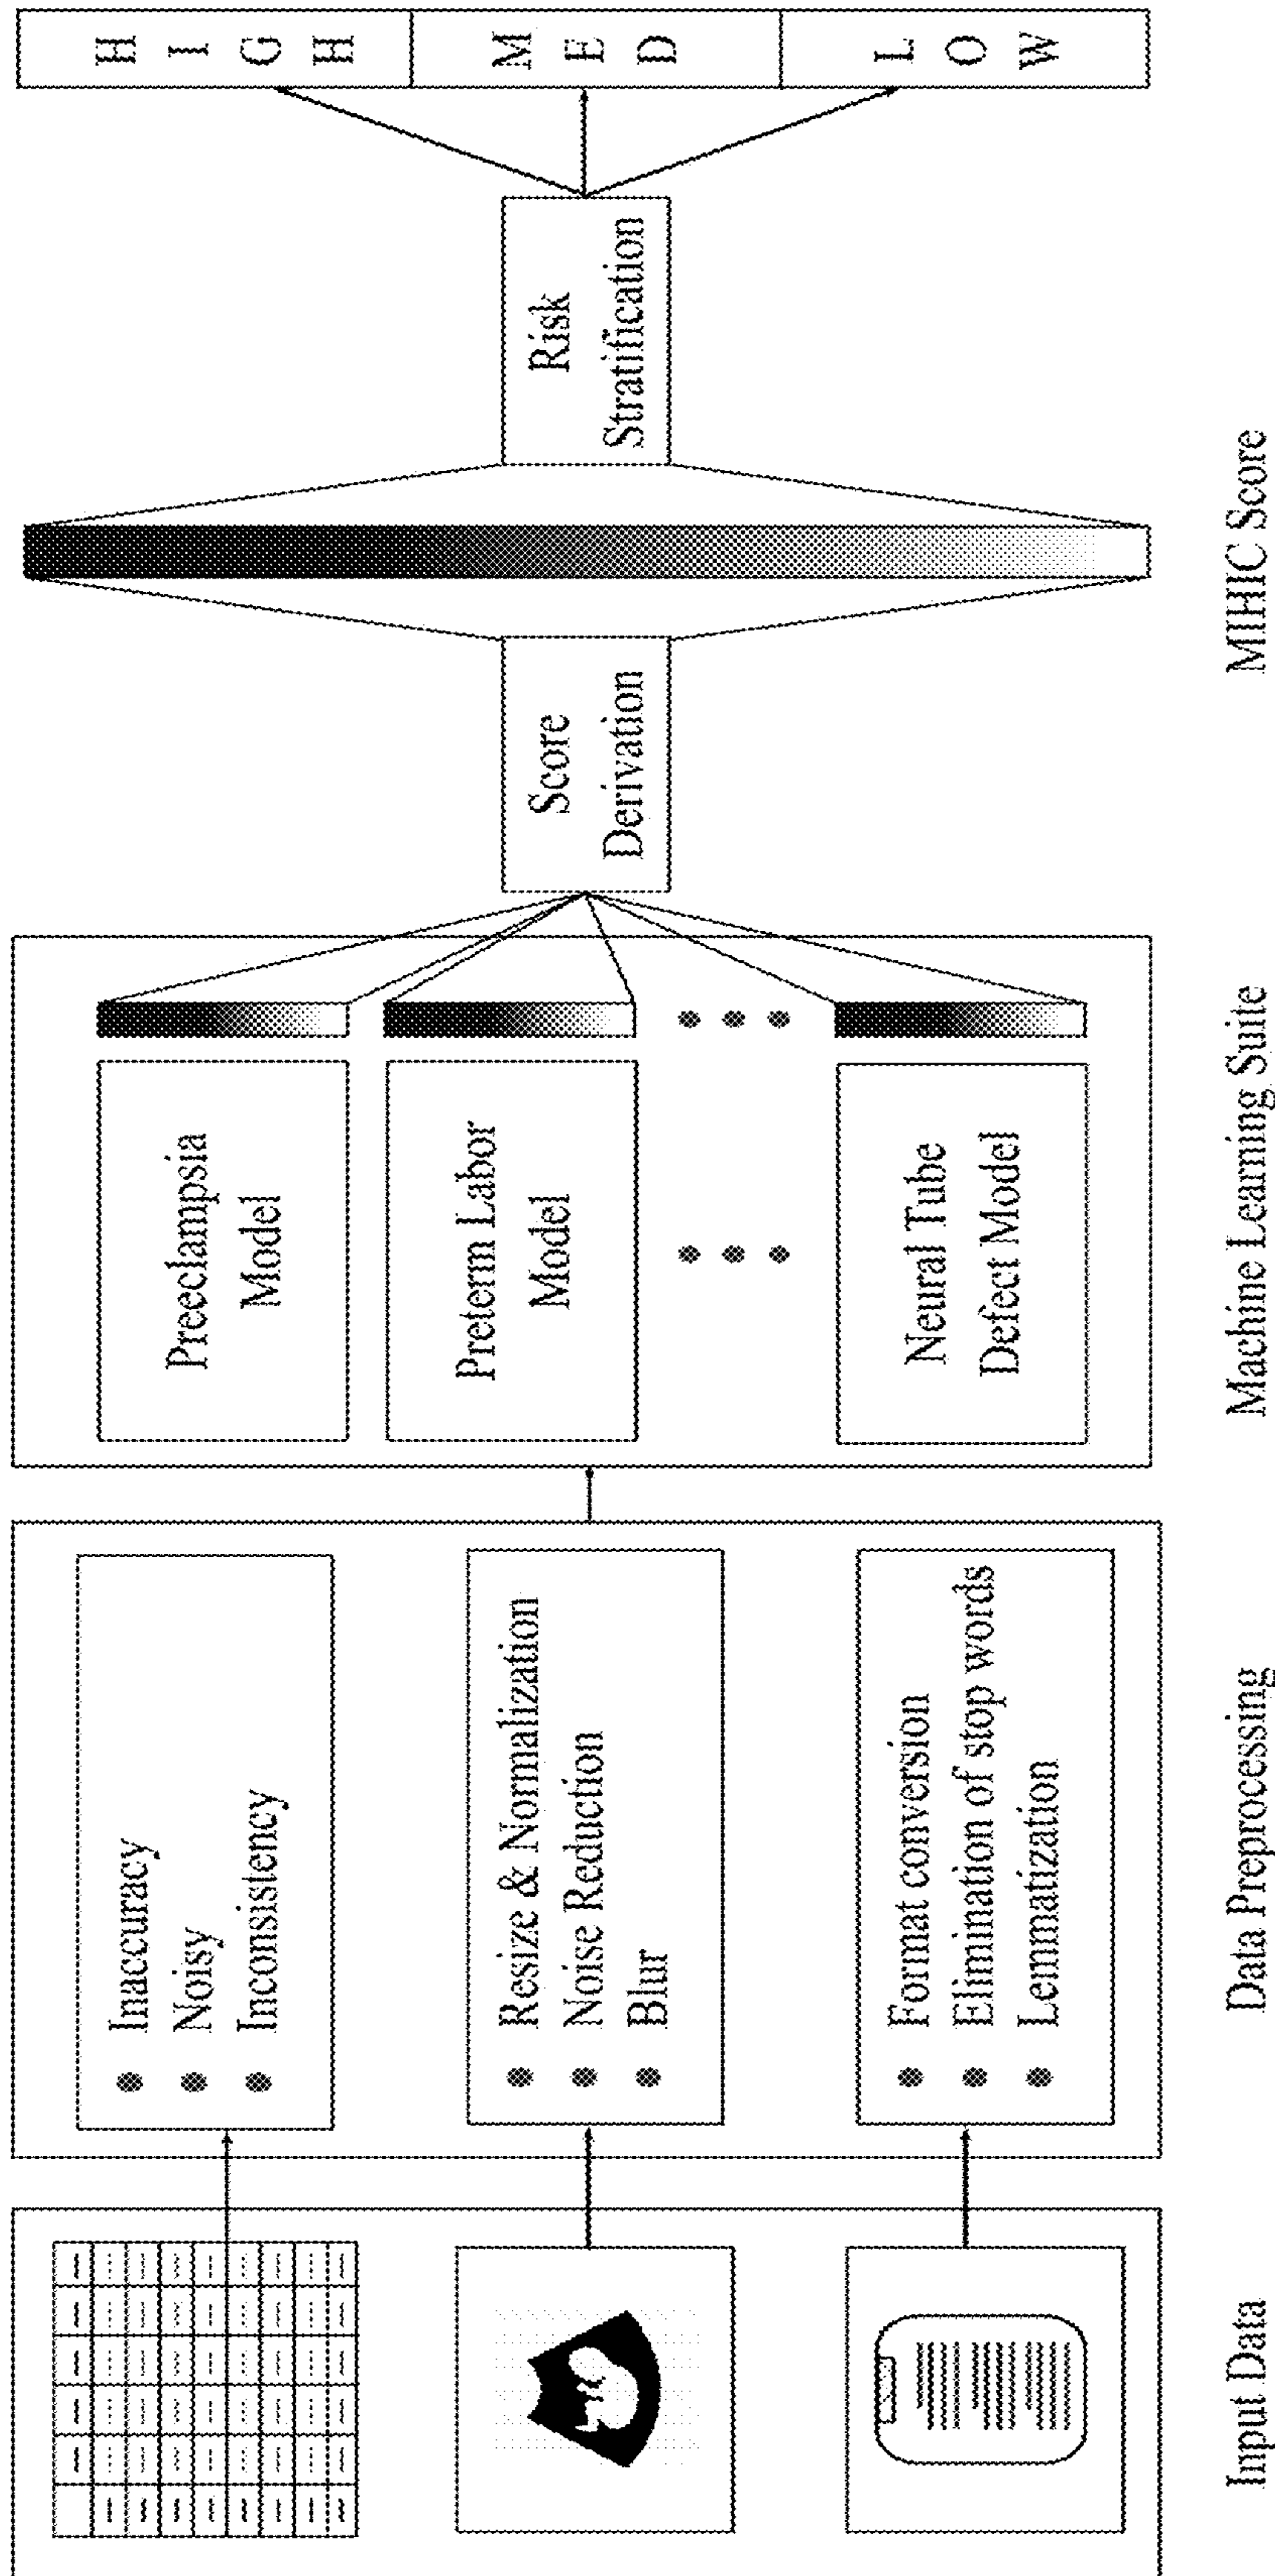 Inaccuracy
Noisy
Inconsistency
Resize & Normalization
Noise Reduction
Blur
Format conversion
Elimination of stop words
Lemmatization
Preeclampsia
Model
Preterm Labor
Model
Neural Tube
Defect Model
Score
Derivation
Risk
Stratification
HIGH
MED
LOW
Input Data
Data Preprocessing
Machine Learning Suite
MIHIC Score